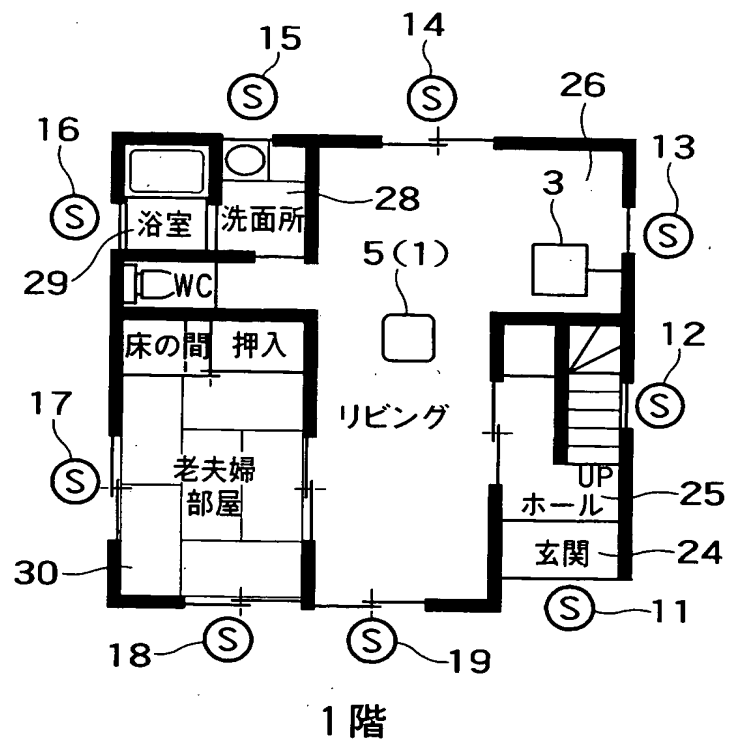 15
14
26
16
S
S
13
3
S
S
浴室
洗面所
28
29
5(1)
WC
床の間
押入
12
17
リビング
S
S
老夫婦
部屋
UP
ホール
25
30
玄関
24
S
11
S
S
18
19
1階